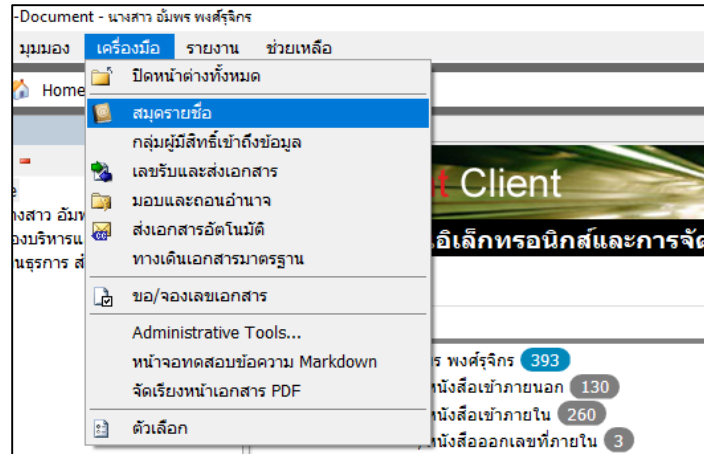 -Document - นางสาว อัมพร พงศ์รุจิกร
มุมมอง เครื่องมือ รายงาน ช่วยเหลือ
Home
ปิดหน้าต่างทั้งหมด
สมุดรายชื่อ
กลุ่มผู้มีสิทธิ์เข้าถึงข้อมูล
เลขรับและส่งเอกสาร
มอบและถอนอำนาจ
ส่งเอกสารอัตโนมัติ
ทางเดินเอกสารมาตรฐาน
ขอ/จองเลขเอกสาร
Administrative Tools...
หน้าจอทดสอบข้อความ Markdown
จัดเรียงหน้าเอกสาร PDF
ตัวเลือก
t Client
อิเล็กทรอนิกส์และการจัด
ร พงศ์รุจิกร 393
หนังสือเข้าภายนอก 130
หนังสือเข้าภายใน 260
หนังสือออกเลขที่ภายใน 3